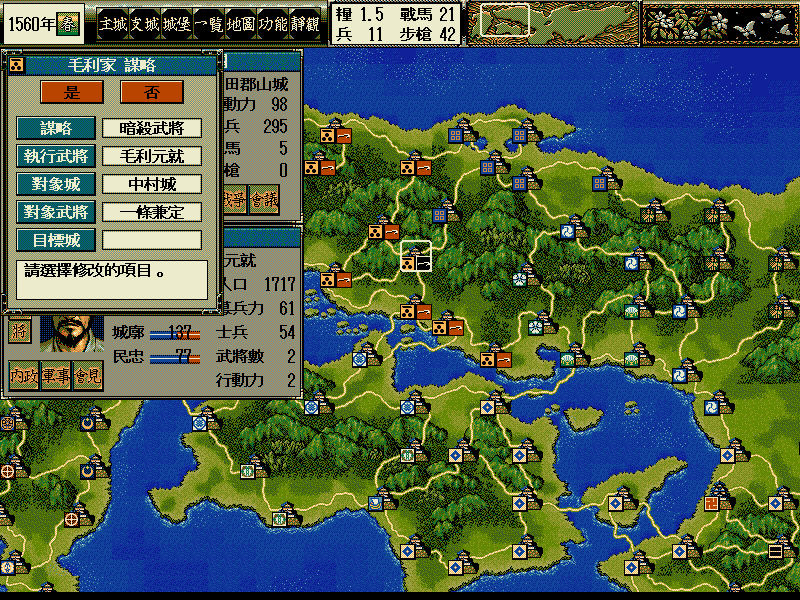 1560年 春
主城 支城 城堡 一覧 地圖 功能 靜觀
糧 1.5 戰馬 21
兵 11 步槍 42
毛利家 謀略
是 否
謀略 暗殺武將
執行武將 毛利元就
對象城 中村城
對象武將 一條兼定
目標城
請選擇修改的項目。
田郡山城
動力 98
兵 295
馬 5
槍 0
會議
元就
人口 1717
募兵力 61
城廓 137 士兵 54
民忠 77 武將數 2
行動力 2
將
內政 軍事 會見